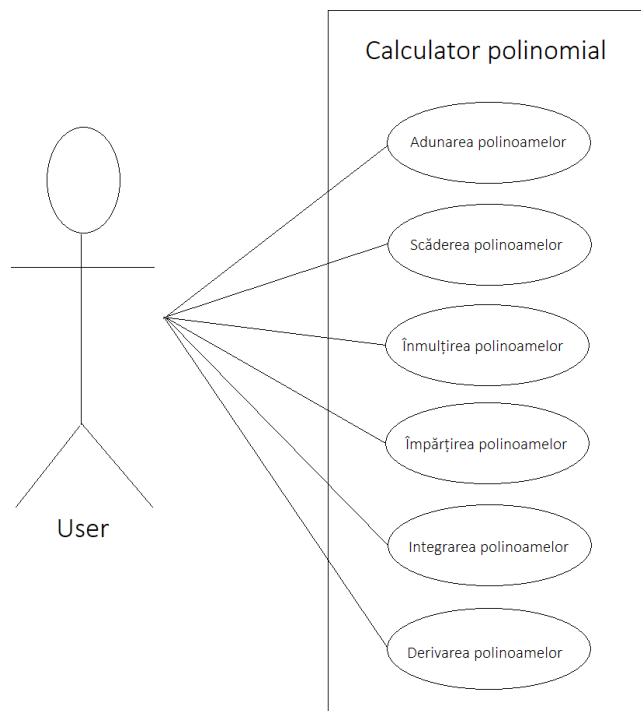 Calculator polinomial
Adunarea polinoamelor
Scăderea polinoamelor
Înmulțirea polinoamelor
Împărțirea polinoamelor
Integrarea polinoamelor
Derivarea polinoamelor
User